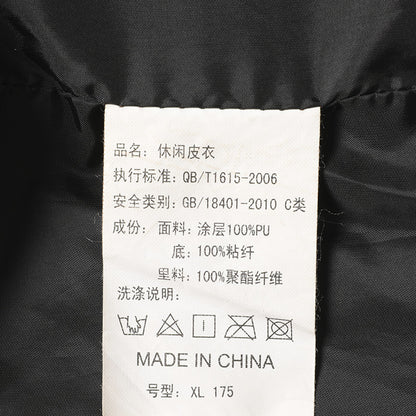 品名: 休闲皮衣
执行标准: QB/T1615-2006
安全类别: GB/18401-2010 C类
成份: 面料: 涂层100%PU
底: 100%粘纤
里料: 100%聚酯纤维
洗涤说明:
MADE IN CHINA
号型: XL 175